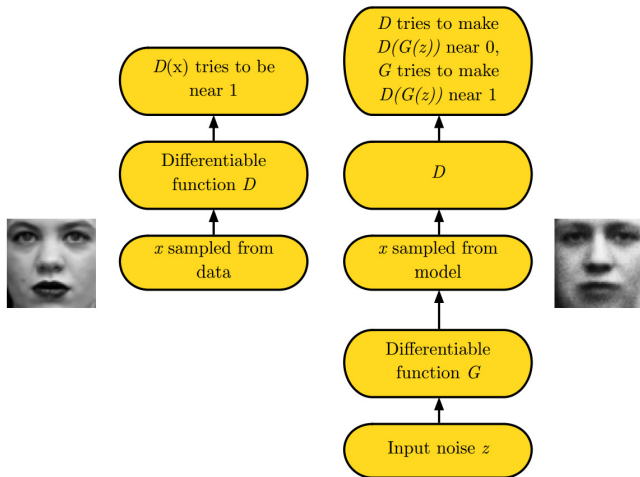 D(x) tries to be
near 1
Differentiable
function D
x sampled from
data
D tries to make
D(G(z)) near 0,
G tries to make
D(G(z)) near 1
D
x sampled from
model
Differentiable
function G
Input noise z